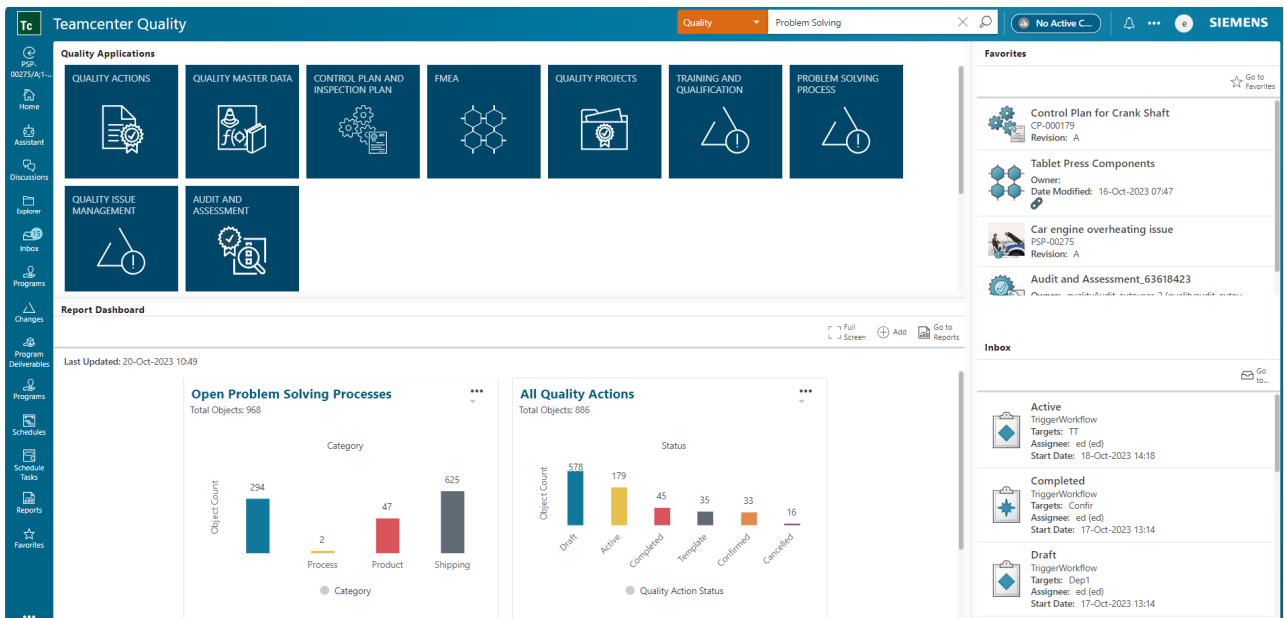 Tc Teamcenter Quality
Quality
Problem Solving
No Active C...
e
SIEMENS
PSP-
00275/A;1-...
Home
Assistant
Discussions
Explorer
15
Inbox
Programs
Changes
Program
Deliverables
Programs
Schedules
Schedule
Tasks
Reports
Favorites
Quality Applications
QUALITY ACTIONS
QUALITY MASTER DATA
CONTROL PLAN AND
INSPECTION PLAN
FMEA
QUALITY PROJECTS
TRAINING AND
QUALIFICATION
PROBLEM SOLVING
PROCESS
QUALITY ISSUE
MANAGEMENT
AUDIT AND
ASSESSMENT
Report Dashboard
Full
Screen
Add
Go to
Reports
Last Updated: 20-Oct-2023 10:49
Open Problem Solving Processes
Total Objects: 968
Category
Object Count
294
2
47
625
Process
Product
Shipping
Category
All Quality Actions
Total Objects: 886
Status
Object Count
578
179
45
35
33
16
Draft
Active
Completed
Template
Confirmed
Cancelled
Quality Action Status
Favorites
Go to
Favorites
Control Plan for Crank Shaft
CP-000179
Revision: A
Tablet Press Components
Owner:
Date Modified: 16-Oct-2023 07:47
Car engine overheating issue
PSP-00275
Revision: A
Audit and Assessment_63618423
Inbox
Go
to...
Active
TriggerWorkflow
Targets: TT
Assignee: ed (ed)
Start Date: 18-Oct-2023 14:18
Completed
TriggerWorkflow
Targets: Confir
Assignee: ed (ed)
Start Date: 17-Oct-2023 13:14
Draft
TriggerWorkflow
Targets: Dep1
Assignee: ed (ed)
Start Date: 17-Oct-2023 13:14